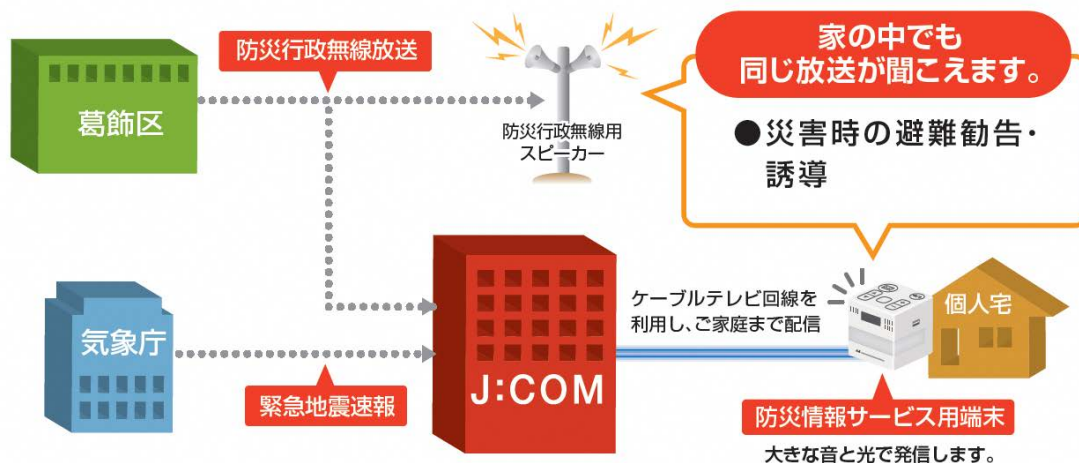 防災行政無線放送
葛飾区
防災行政無線用
スピーカー
家の中でも
同じ放送が聞こえます。
●災害時の避難勧告・
誘導
気象庁
緊急地震速報
J:COM
ケーブルテレビ回線を
利用し、ご家庭まで配信
個人宅
防災情報サービス用端末
大きな音と光で発信します。